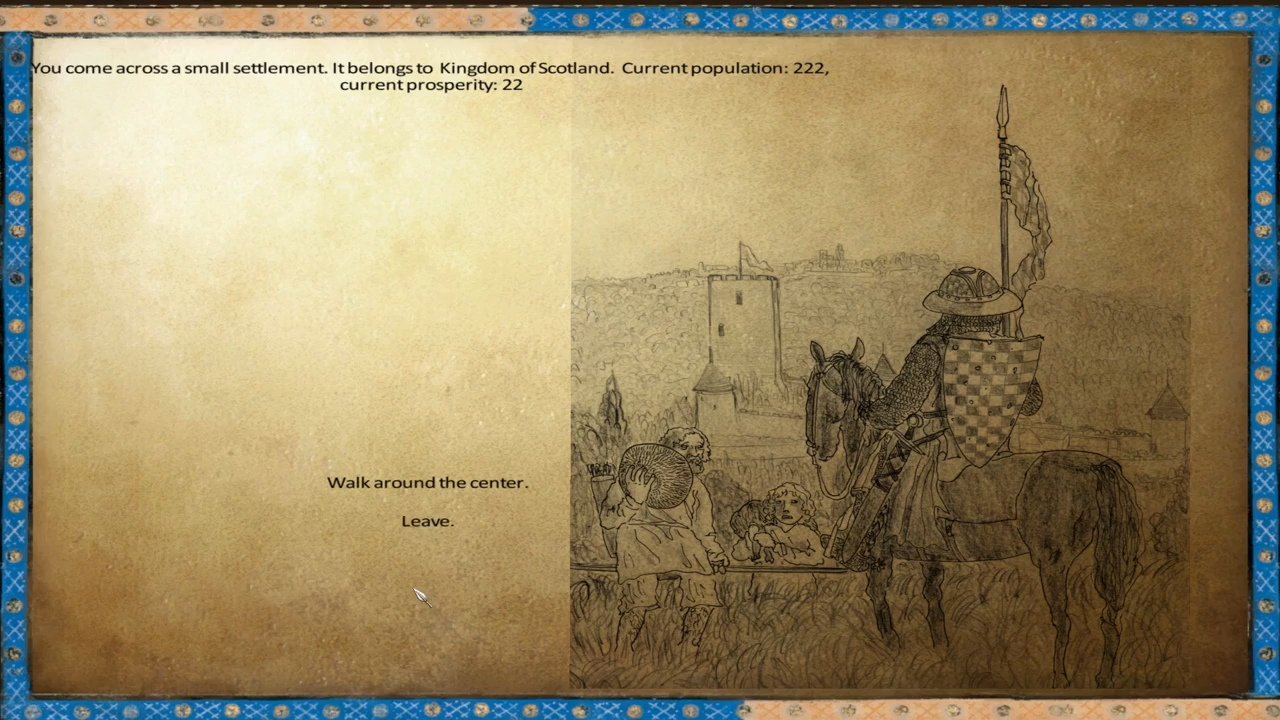 You come across a small settlement. It belongs to Kingdom of Scotland. Current population: 222,
current prosperity: 22
Walk around the center.
Leave.